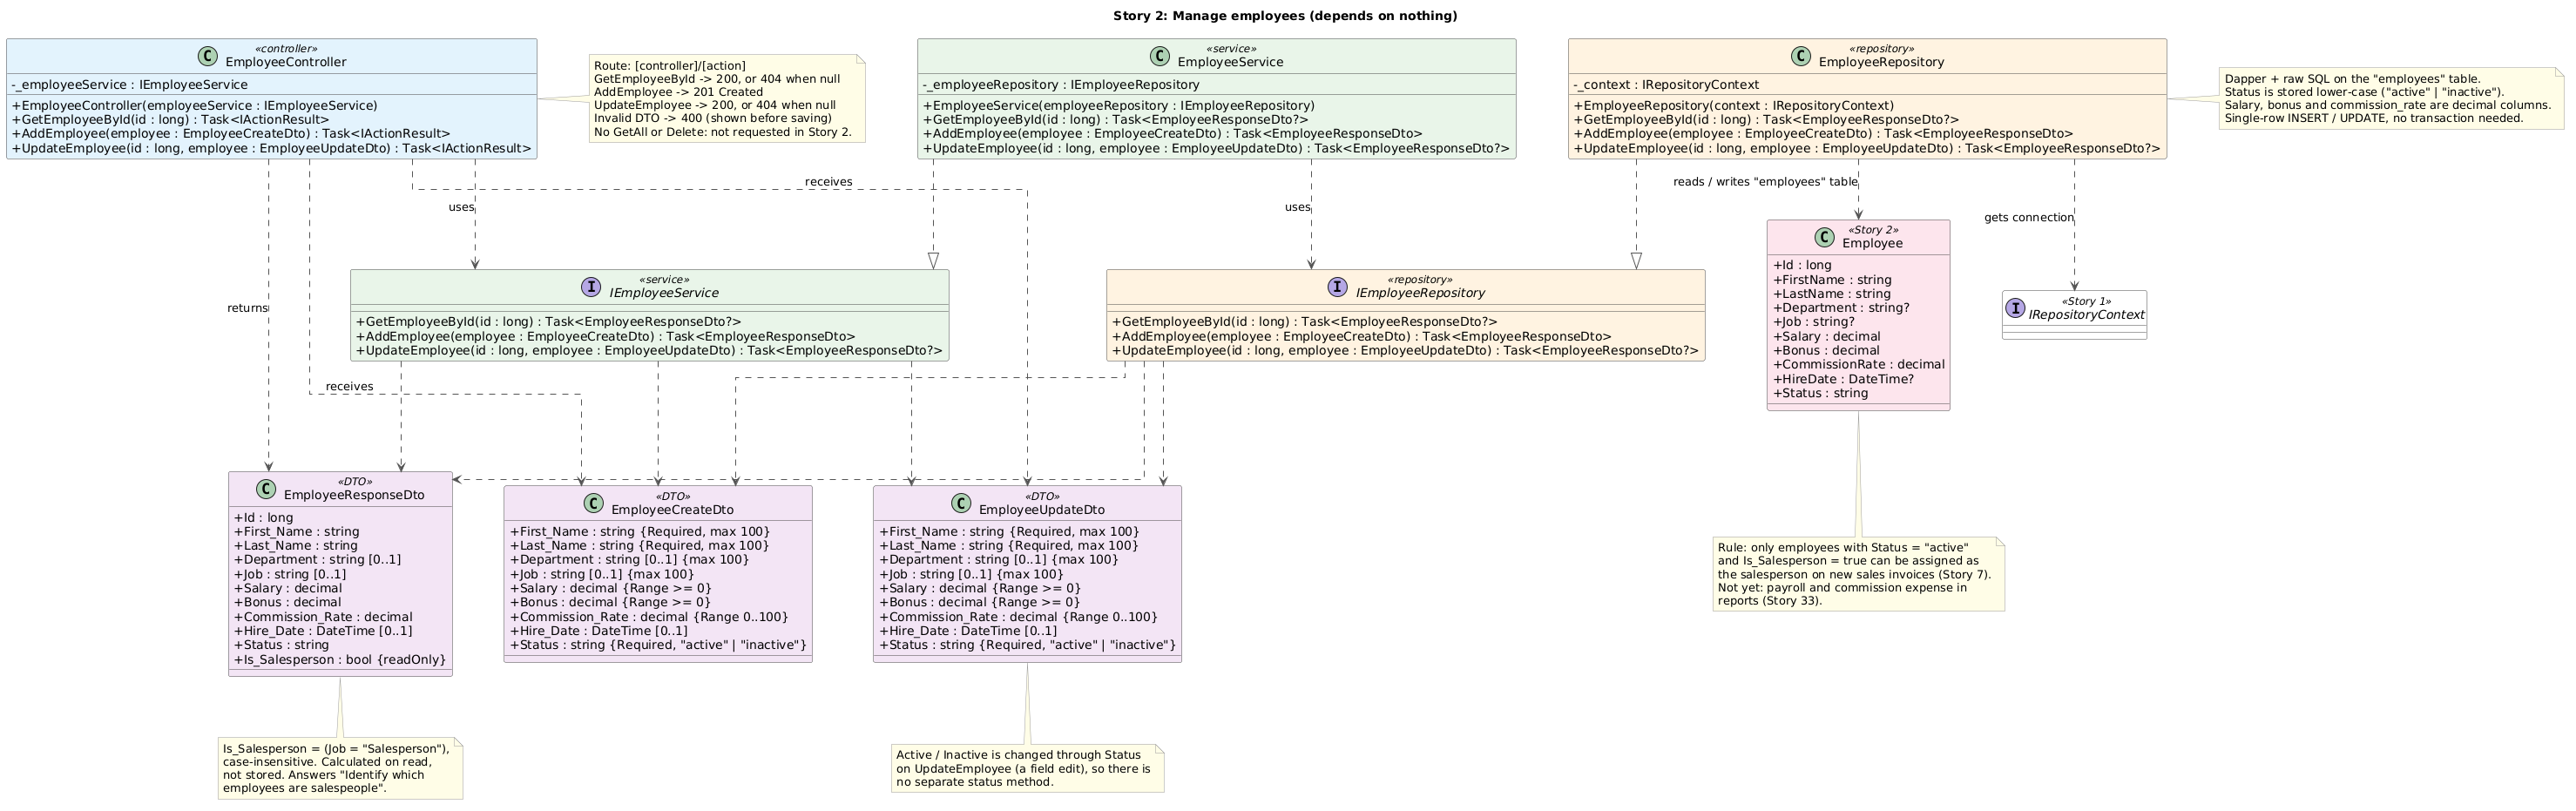 Story 2: Manage employees (depends on nothing)
C
«controller»
EmployeeController
-_employeeService : IEmployeeService
+EmployeeController(employeeService : IEmployeeService)
+GetEmployeeById(id : long) : Task<IActionResult>
+AddEmployee(employee : EmployeeCreateDto) : Task<IActionResult>
+UpdateEmployee(id : long, employee : EmployeeUpdateDto) : Task<IActionResult>
Route: [controller]/[action]
GetEmployeeById -> 200, or 404 when null
AddEmployee -> 201 Created
UpdateEmployee -> 200, or 404 when null
Invalid DTO -> 400 (shown before saving)
No GetAll or Delete: not requested in Story 2.
C
«service»
EmployeeService
-_employeeRepository : IEmployeeRepository
+EmployeeService(employeeRepository : IEmployeeRepository)
+GetEmployeeById(id : long) : Task<EmployeeResponseDto?>
+AddEmployee(employee : EmployeeCreateDto) : Task<EmployeeResponseDto>
+UpdateEmployee(id : long, employee : EmployeeUpdateDto) : Task<EmployeeResponseDto?>
C
«repository»
EmployeeRepository
-_context : IRepositoryContext
+EmployeeRepository(context : IRepositoryContext)
+GetEmployeeById(id : long) : Task<EmployeeResponseDto?>
+AddEmployee(employee : EmployeeCreateDto) : Task<EmployeeResponseDto>
+UpdateEmployee(id : long, employee : EmployeeUpdateDto) : Task<EmployeeResponseDto?>
Dapper + raw SQL on the "employees" table.
Status is stored lower-case ("active" | "inactive").
Salary, bonus and commission_rate are decimal columns.
Single-row INSERT / UPDATE, no transaction needed.
receives
reads / writes "employees" table
uses
uses
gets connection
returns
receives
I
«service»
IEmployeeService
+GetEmployeeById(id : long) : Task<EmployeeResponseDto?>
+AddEmployee(employee : EmployeeCreateDto) : Task<EmployeeResponseDto>
+UpdateEmployee(id : long, employee : EmployeeUpdateDto) : Task<EmployeeResponseDto?>
I
«repository»
IEmployeeRepository
+GetEmployeeById(id : long) : Task<EmployeeResponseDto?>
+AddEmployee(employee : EmployeeCreateDto) : Task<EmployeeResponseDto>
+UpdateEmployee(id : long, employee : EmployeeUpdateDto) : Task<EmployeeResponseDto?>
C
«Story 2»
Employee
+Id : long
+FirstName : string
+LastName : string
+Department : string?
+Job : string?
+Salary : decimal
+Bonus : decimal
+CommissionRate : decimal
+HireDate : DateTime?
+Status : string
I
«Story 1»
IRepositoryContext
C
«DTO»
EmployeeResponseDto
+Id : long
+First_Name : string
+Last_Name : string
+Department : string [0..1]
+Job : string [0..1]
+Salary : decimal
+Bonus : decimal
+Commission_Rate : decimal
+Hire_Date : DateTime [0..1]
+Status : string
+Is_Salesperson : bool {readOnly}
C
«DTO»
EmployeeCreateDto
+First_Name : string {Required, max 100}
+Last_Name : string {Required, max 100}
+Department : string [0..1] {max 100}
+Job : string [0..1] {max 100}
+Salary : decimal {Range >= 0}
+Bonus : decimal {Range >= 0}
+Commission_Rate : decimal {Range 0..100}
+Hire_Date : DateTime [0..1]
+Status : string {Required, "active" | "inactive"}
C
«DTO»
EmployeeUpdateDto
+First_Name : string {Required, max 100}
+Last_Name : string {Required, max 100}
+Department : string [0..1] {max 100}
+Job : string [0..1] {max 100}
+Salary : decimal {Range >= 0}
+Bonus : decimal {Range >= 0}
+Commission_Rate : decimal {Range 0..100}
+Hire_Date : DateTime [0..1]
+Status : string {Required, "active" | "inactive"}
Rule: only employees with Status = "active"
and Is_Salesperson = true can be assigned as
the salesperson on new sales invoices (Story 7).
Not yet: payroll and commission expense in
reports (Story 33).
Is_Salesperson = (Job = "Salesperson"),
case-insensitive. Calculated on read,
not stored. Answers "Identify which
employees are salespeople".
Active / Inactive is changed through Status
on UpdateEmployee (a field edit), so there is
no separate status method.